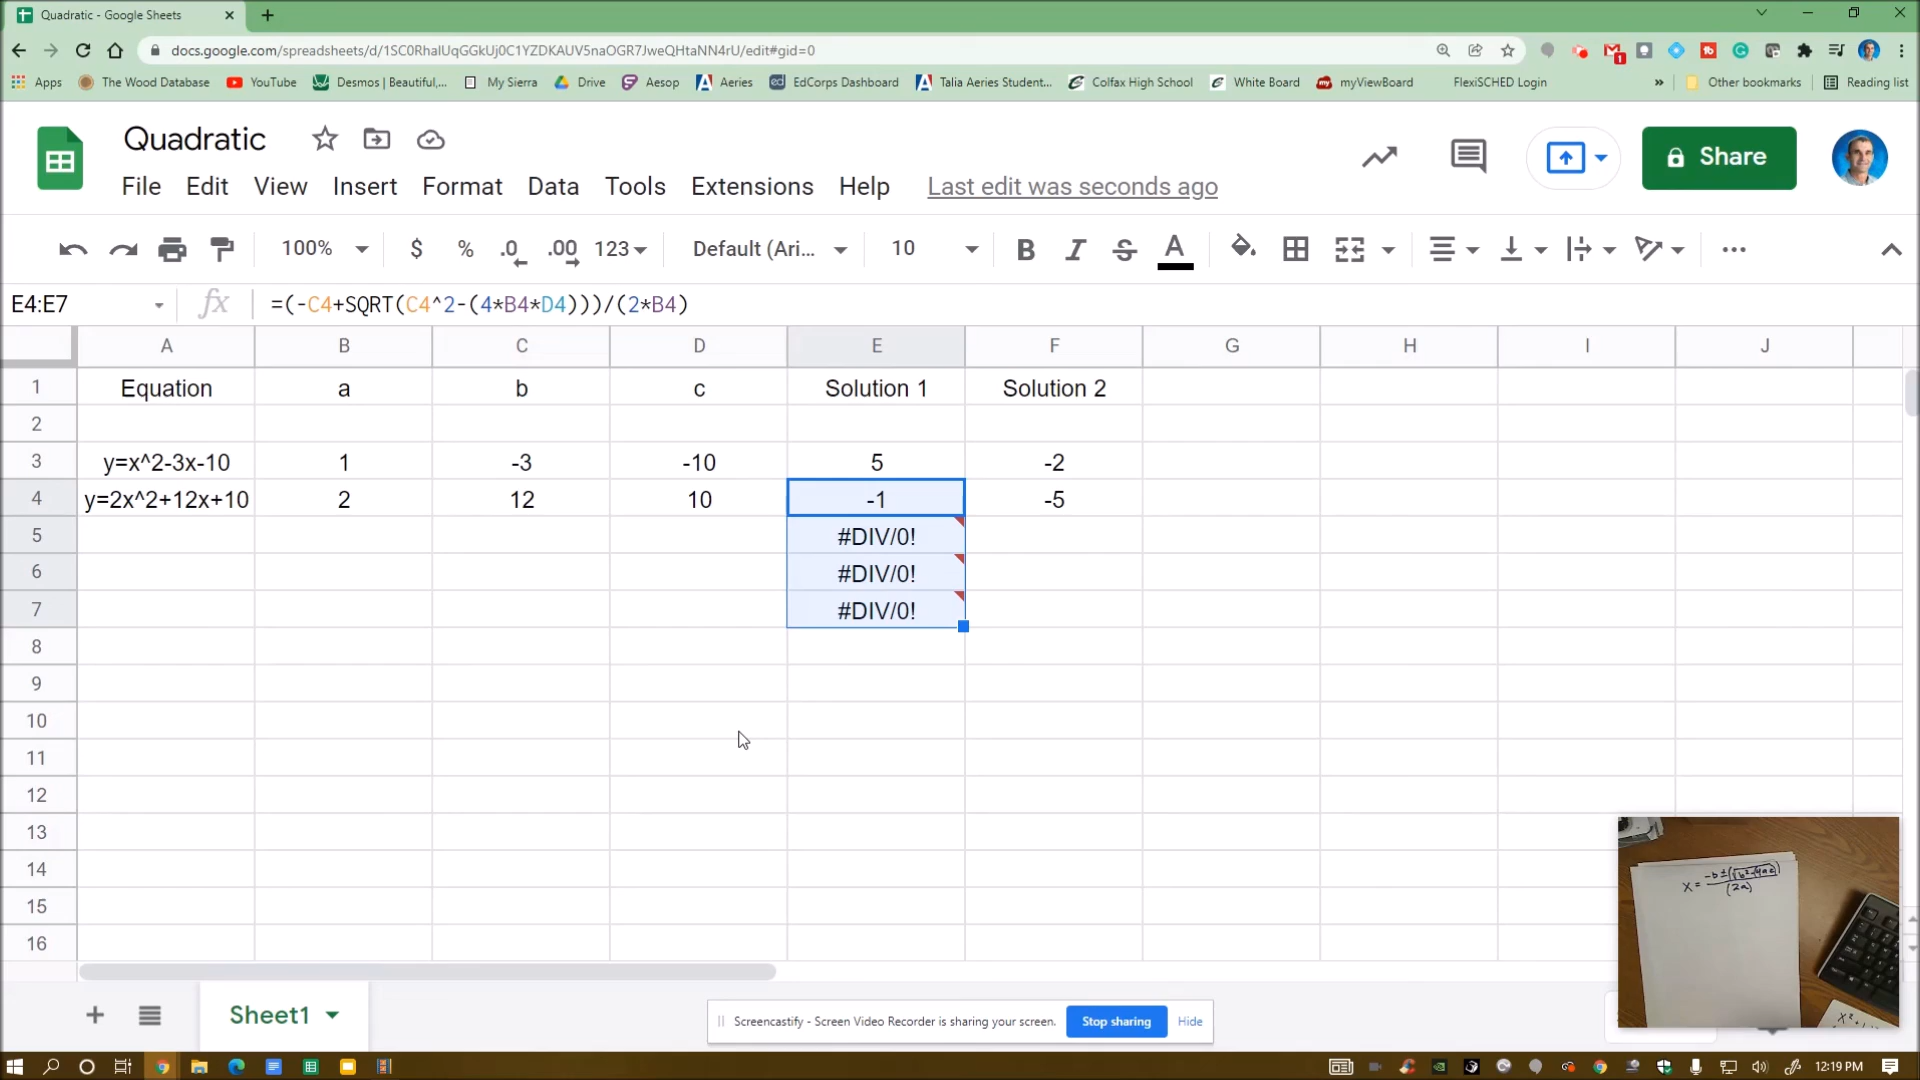 Quadratic - Google Sheets
docs.google.com/spreadsheets/d/1SC0RhalUqGGkUj0C1YZDKAUV5naOGR7JweQHtaNN4rU/edit#gid=0
Apps The Wood Database YouTube Desmos | Beautiful,... My Sierra Drive Aesop Aeries EdCorps Dashboard Talia Aeries Student... Colfax High School White Board myViewBoard FlexiSCHED Login » Other bookmarks Reading list
Quadratic
Share
File Edit View Insert Format Data Tools Extensions Help Last edit was seconds ago
100% $ % .0 .00 123 Default (Ari... 10 B I S A
E4:E7 fx =(-C4+SQRT(C4^2-(4*B4*D4)))/(2*B4)
A B C D E F G H I J
1 Equation a b c Solution 1 Solution 2
2
3 y=x^2-3x-10 1 -3 -10 5 -2
4 y=2x^2+12x+10 2 12 10 -1 -5
5 #DIV/0!
6 #DIV/0!
7 #DIV/0!
8
9
10
11
12
13
14
15
16
x = -b±(√b²-(4ac))
(2a)
Sheet1
Screencastify - Screen Video Recorder is sharing your screen. Stop sharing Hide
12:19 PM